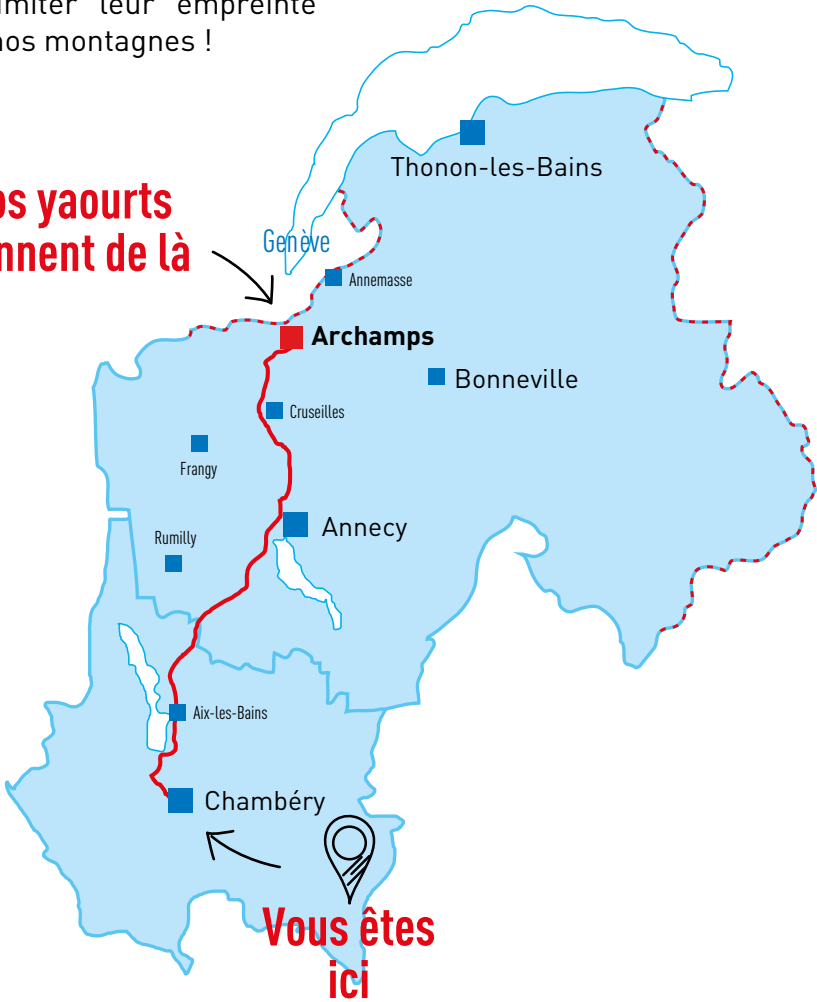 imiter leur empreinte
nos montagnes !
os yaourts
nnent de là
Thonon-les-Bains
Genève
Annemasse
Archamps
Bonneville
Cruseilles
Frangy
Annecy
Rumilly
Aix-les-Bains
Chambéry
Vous êtes
ici